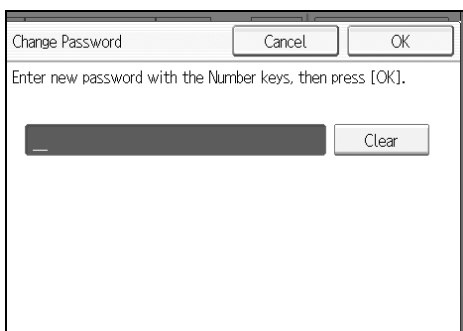 Change Password Cancel OK
Enter new password with the Number keys, then press [OK].
Clear